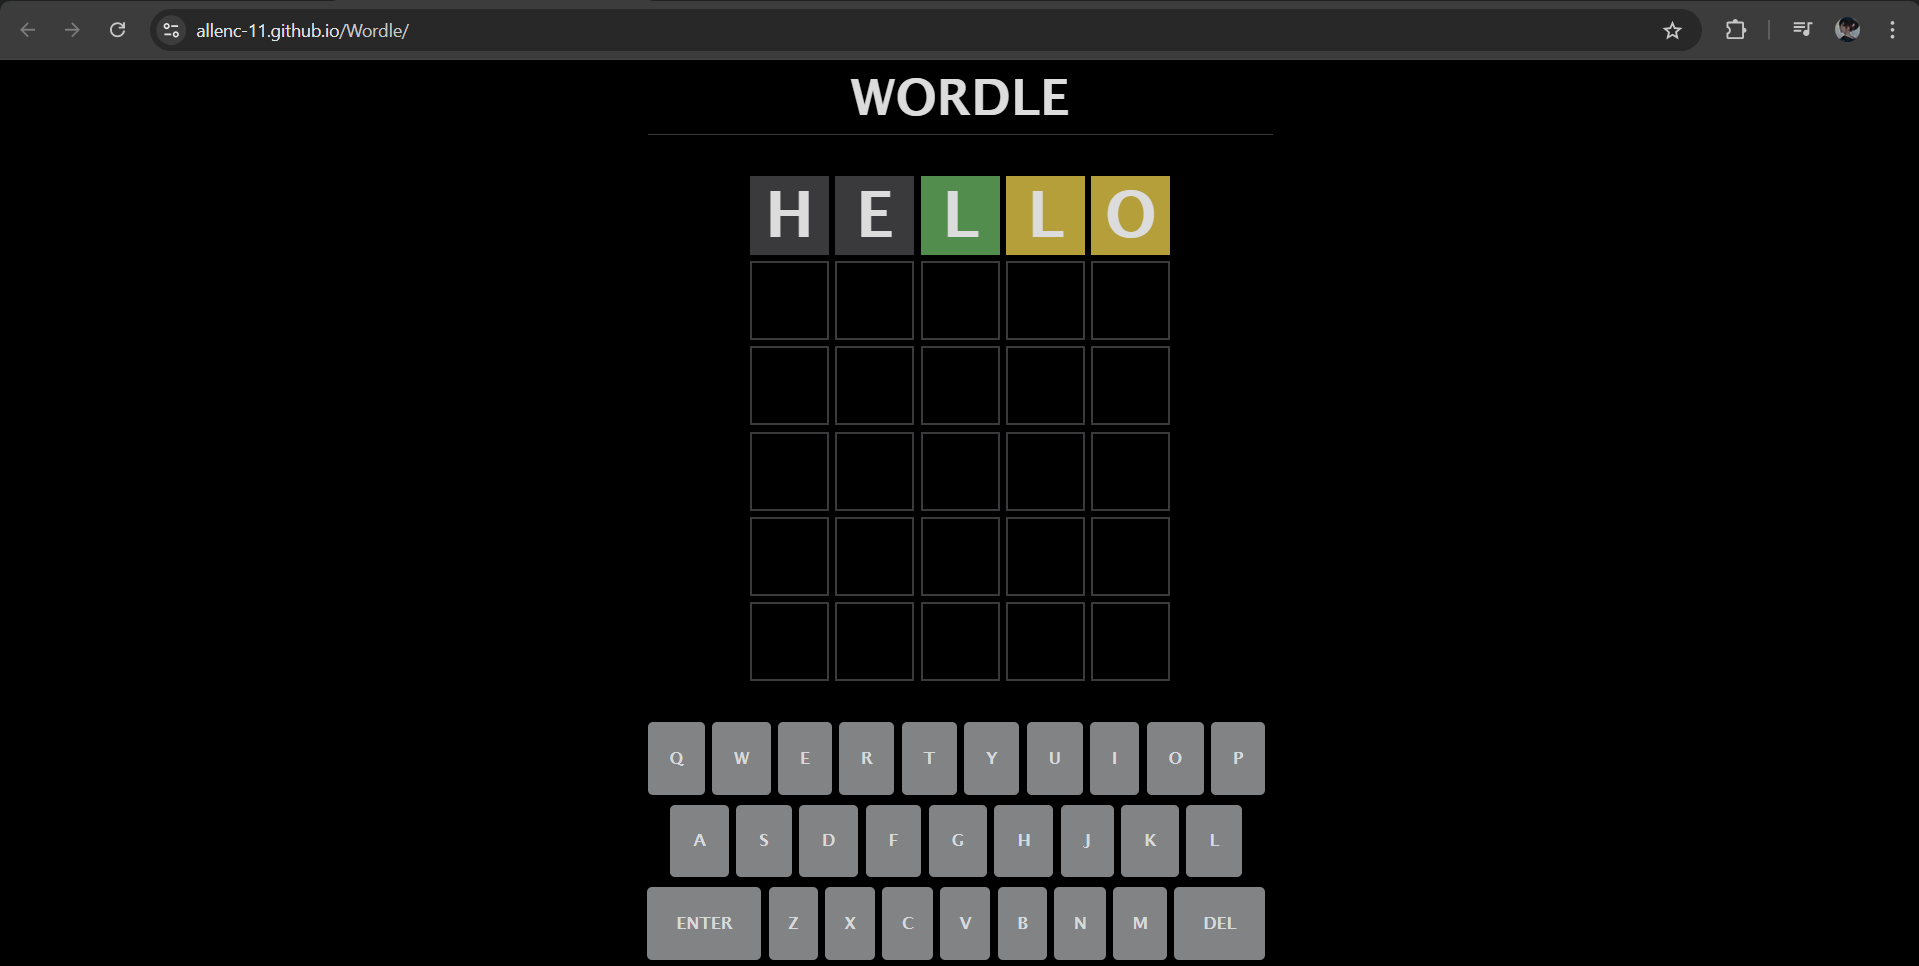 allenc-11.github.io/Wordle/
WORDLE
H E L L O
Q W E R T Y U I O P
A S D F G H J K L
ENTER Z X C V B N M DEL